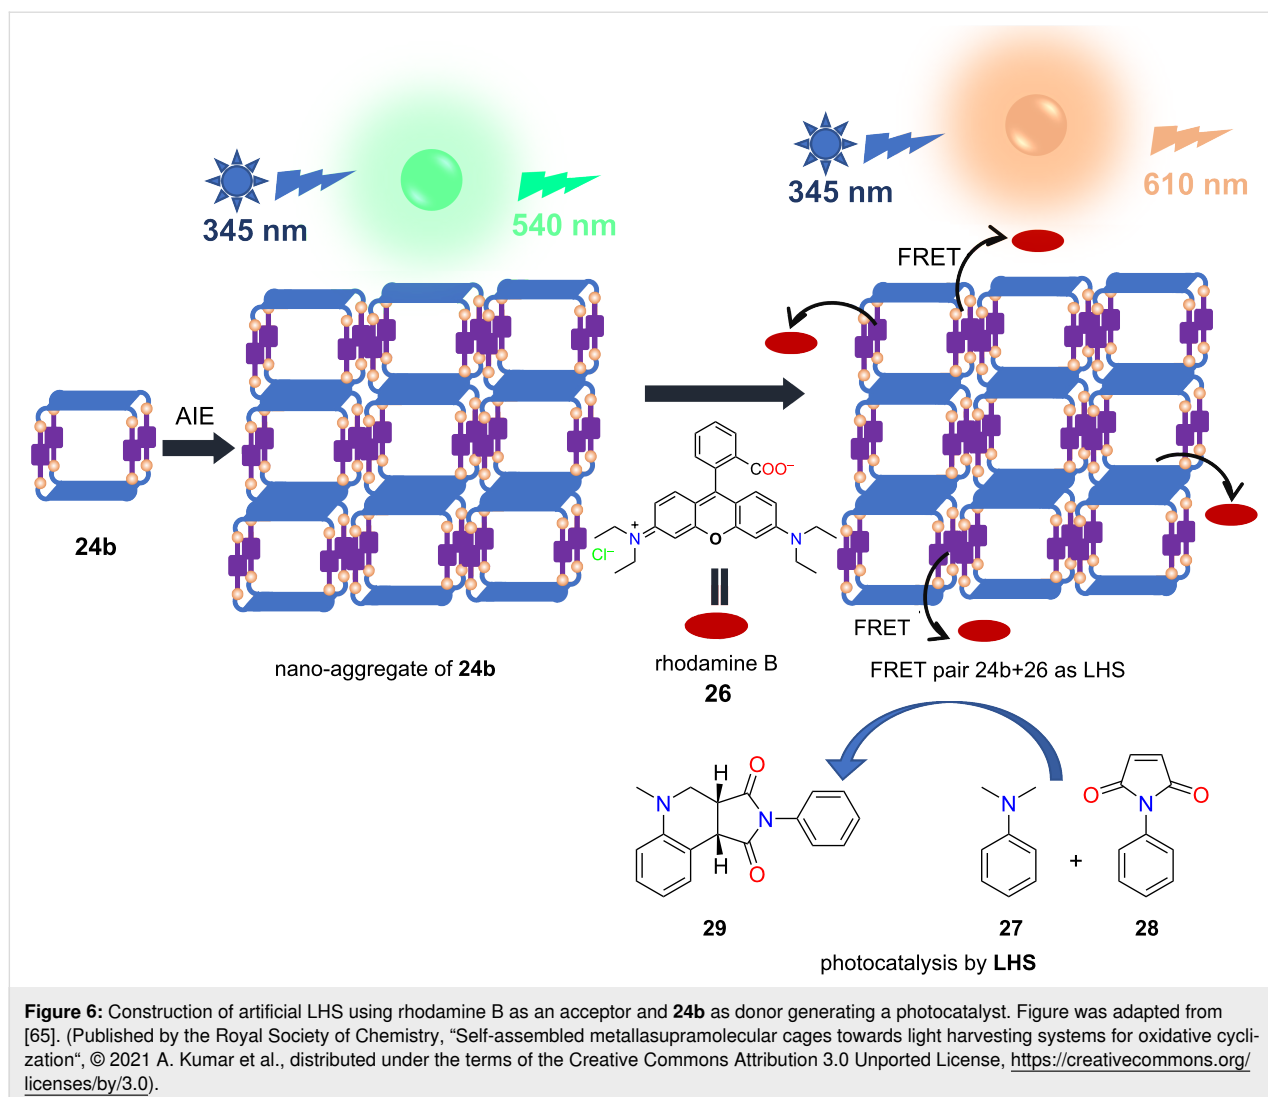 345 nm
540 nm
345 nm
610 nm
FRET
AIE
24b
COO⁻
N
+
Cl⁻
O
N
FRET
nano-aggregate of 24b
rhodamine B
26
FRET pair 24b+26 as LHS
N
H
O
N
H
O
29
N
27
+
O
N
O
28
photocatalysis by LHS
Figure 6: Construction of artificial LHS using rhodamine B as an acceptor and 24b as donor generating a photocatalyst. Figure was adapted from
[65]. (Published by the Royal Society of Chemistry, “Self-assembled metallasupramolecular cages towards light harvesting systems for oxidative cycli-
zation“, © 2021 A. Kumar et al., distributed under the terms of the Creative Commons Attribution 3.0 Unported License, https://creativecommons.org/
licenses/by/3.0).